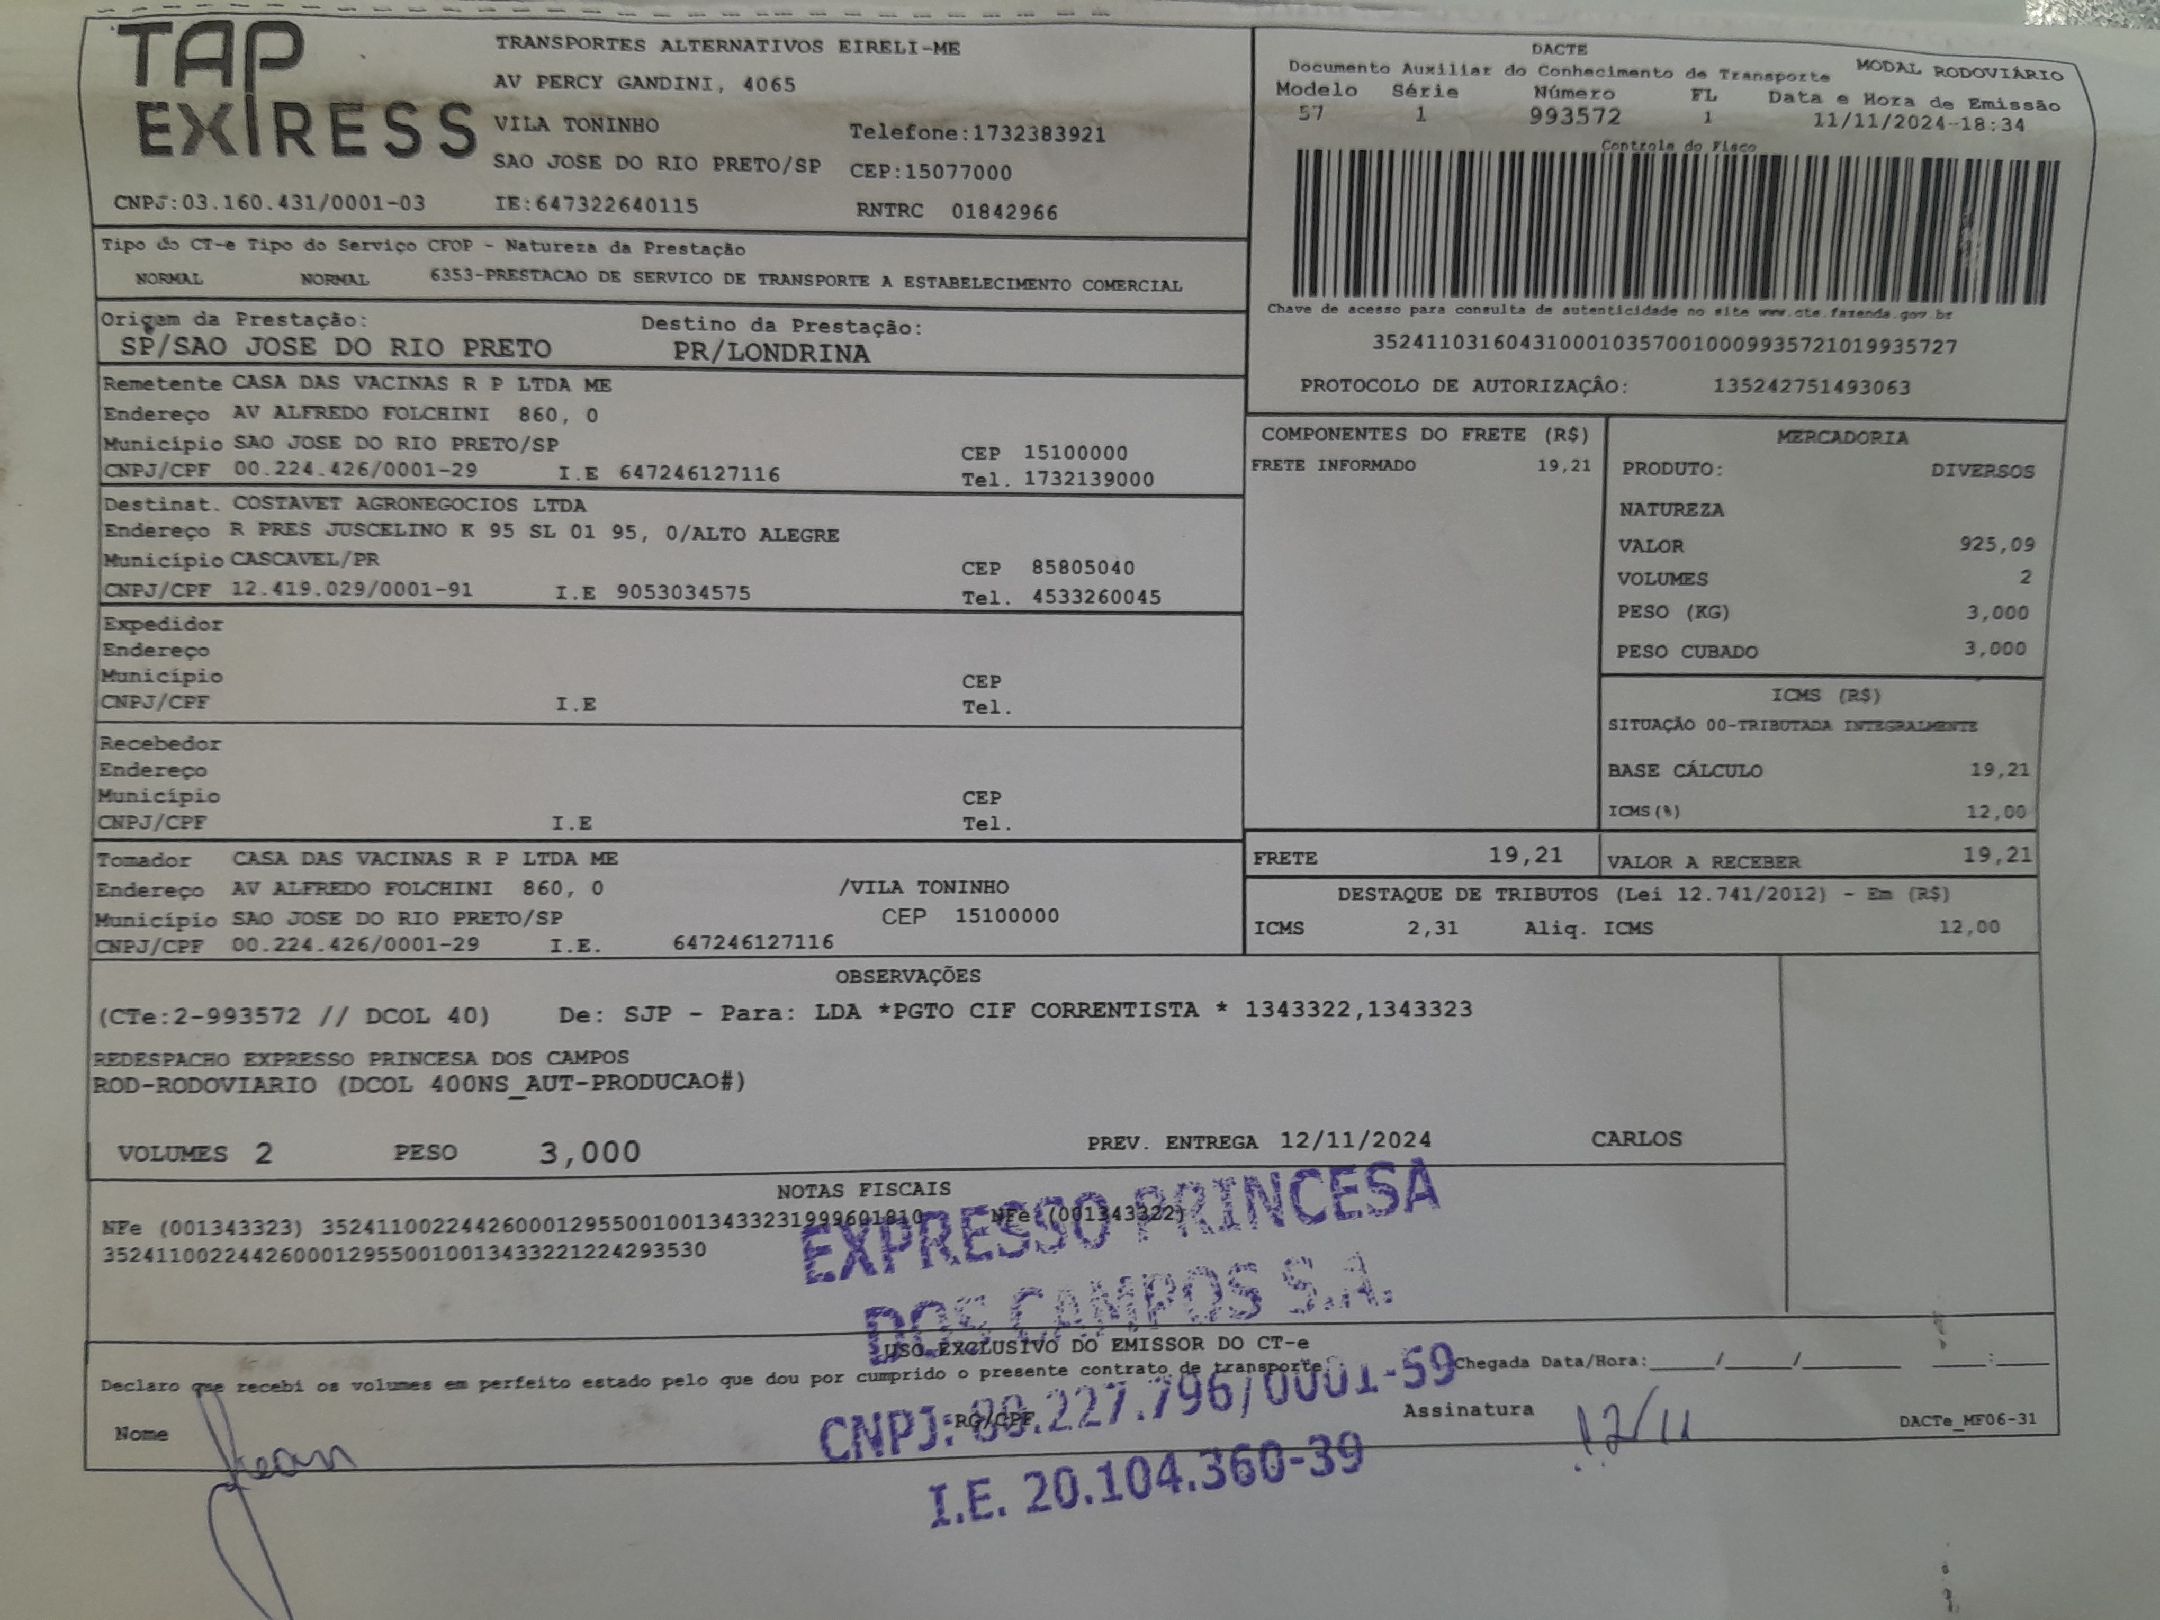 TAP
EXPRESS
TRANSPORTES ALTERNATIVOS EIRELI-ME
AV PERCY GANDINI, 4065
VILA TONINHO Telefone:1732383921
SAO JOSE DO RIO PRETO/SP CEP:15077000
CNPJ:03.160.431/0001-03 IE:647322640115 RNTRC 01842966
DACTE
Documento Auxiliar do Conhecimento de Transporte MODAL RODOVIÁRIO
Modelo Série Número FL Data e Hora de Emissão
57 1 993572 1 11/11/2024-18:34
Controle do Fisco
Chave de acesso para consulta de autenticidade no site www.cte.fazenda.gov.br
35241103160431000103570010009935721019935727
PROTOCOLO DE AUTORIZAÇÂO: 135242751493063
Tipo do CT-e Tipo do Serviço CFOP - Natureza da Prestação
NORMAL NORMAL 6353-PRESTACAO DE SERVICO DE TRANSPORTE A ESTABELECIMENTO COMERCIAL
Origem da Prestação: Destino da Prestação:
SP/SAO JOSE DO RIO PRETO PR/LONDRINA
Remetente CASA DAS VACINAS R P LTDA ME
Endereço AV ALFREDO FOLCHINI 860, 0
Município SAO JOSE DO RIO PRETO/SP CEP 15100000
CNPJ/CPF 00.224.426/0001-29 I.E 647246127116 Tel. 1732139000
Destinat. COSTAVET AGRONEGOCIOS LTDA
Endereço R PRES JUSCELINO K 95 SL 01 95, 0/ALTO ALEGRE
Município CASCAVEL/PR CEP 85805040
CNPJ/CPF 12.419.029/0001-91 I.E 9053034575 Tel. 4533260045
Expedidor
Endereço
Município CEP
CNPJ/CPF I.E Tel.
Recebedor
Endereço
Município CEP
CNPJ/CPF I.E Tel.
Tomador CASA DAS VACINAS R P LTDA ME
Endereço AV ALFREDO FOLCHINI 860, 0 /VILA TONINHO
Município SAO JOSE DO RIO PRETO/SP CEP 15100000
CNPJ/CPF 00.224.426/0001-29 I.E. 647246127116
COMPONENTES DO FRETE (R$)
FRETE INFORMADO 19,21
MERCADORIA
PRODUTO: DIVERSOS
NATUREZA
VALOR 925,09
VOLUMES 2
PESO (KG) 3,000
PESO CUBADO 3,000
ICMS (R$)
SITUAÇÃO 00-TRIBUTADA INTEGRALMENTE
BASE CÁLCULO 19,21
ICMS(%) 12,00
FRETE 19,21 VALOR A RECEBER 19,21
DESTAQUE DE TRIBUTOS (Lei 12.741/2012) - Em (R$)
ICMS 2,31 Aliq. ICMS 12,00
OBSERVAÇÕES
(CTe:2-993572 // DCOL 40) De: SJP - Para: LDA *PGTO CIF CORRENTISTA * 1343322,1343323
REDESPACHO EXPRESSO PRINCESA DOS CAMPOS
ROD-RODOVIARIO (DCOL 400NS_AUT-PRODUCAO#)
VOLUMES 2 PESO 3,000 PREV. ENTREGA 12/11/2024 CARLOS
NOTAS FISCAIS
NFe (001343323) 35241100224426000129550010013433231999601810 NFe (001343322)
35241100224426000129550010013433221224293530
EXPRESSO PRINCESA
DOS CAMPOS S.A.
CNPJ: 80.227.796/0001-59
I.E. 20.104.360-39
USO EXCLUSIVO DO EMISSOR DO CT-e
Declaro que recebi os volumes em perfeito estado pelo que dou por cumprido o presente contrato de transporte Chegada Data/Hora:____/____/______ ____:____
Nome RG/CPF Assinatura 12/11 DACTe_MF06-31
Jhean